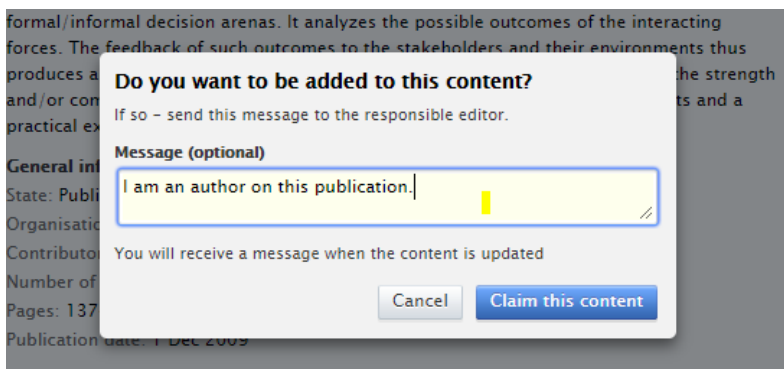 formal/informal decision arenas. It analyzes the possible outcomes of the interacting
forces. The feedback of such outcomes to the stakeholders and their environments thus
produces a
he strength
and/or com
ts and a
practical ex
Do you want to be added to this content?
If so – send this message to the responsible editor.
Message (optional)
I am an author on this publication.
You will receive a message when the content is updated
Cancel
Claim this content
General inf
State: Publi
Organisatio
Contributo
Number of
Pages: 137
Publication date: 1 Dec 2009